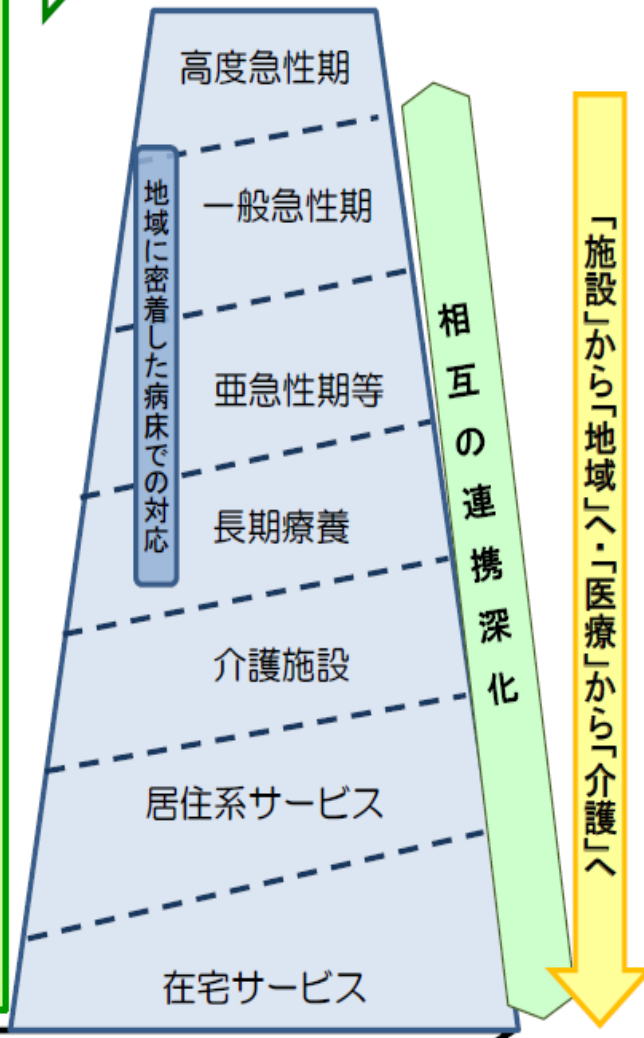 高度急性期
一般急性期
亜急性期等
長期療養
介護施設
居住系サービス
在宅サービス
地域に密着した病床での対応
相互の連携深化
「施設」から「地域」へ・「医療」から「介護」へ